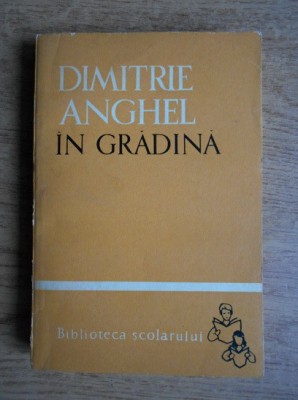 DIMITRIE
ANGHEL
ÎN GRĂDINĂ
Biblioteca școlarului